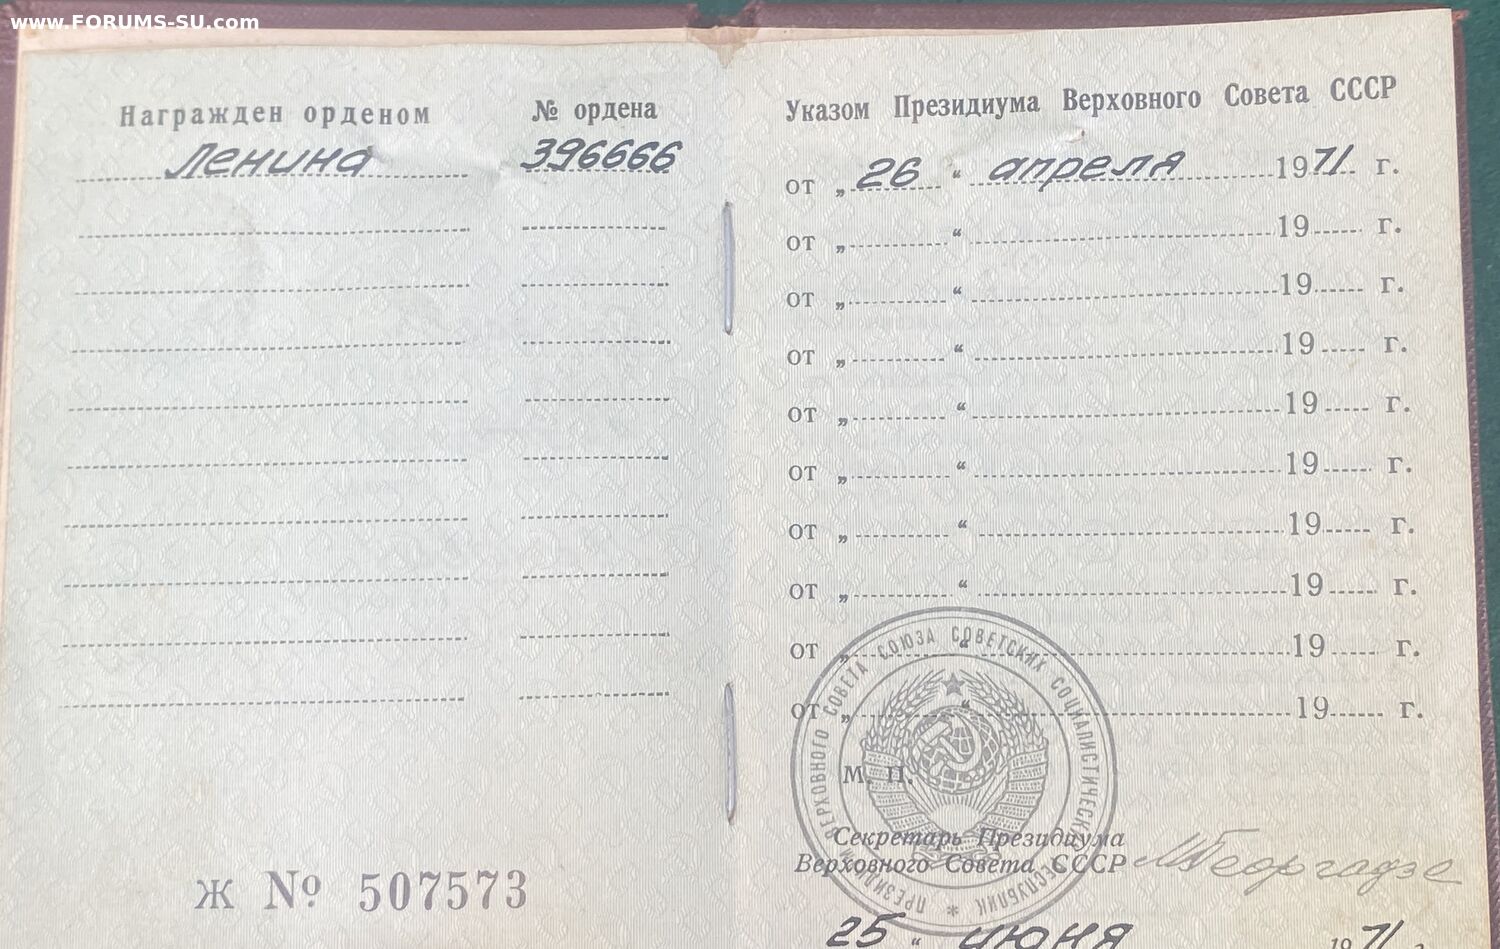 www.FORUMS-SU.com
Награжден орденом № ордена
Ленина 396666
Ж № 507573
Указом Президиума Верховного Совета СССР
от „ 26 “ апреля 1971 г.
от „ “ 19 г.
от „ “ 19 г.
от „ “ 19 г.
от „ “ 19 г.
от „ “ 19 г.
от „ “ 19 г.
от „ “ 19 г.
от „ “ 19 г.
от „ “ 19 г.
М. П.
ПРЕЗИДИУМ ВЕРХОВНОГО СОВЕТА СОЮЗА СОВЕТСКИХ СОЦИАЛИСТИЧЕСКИХ РЕСПУБЛИК *
Секретарь Президиума
Верховного Совета СССР МГеоргадзе
25 “ июня 1971 г.